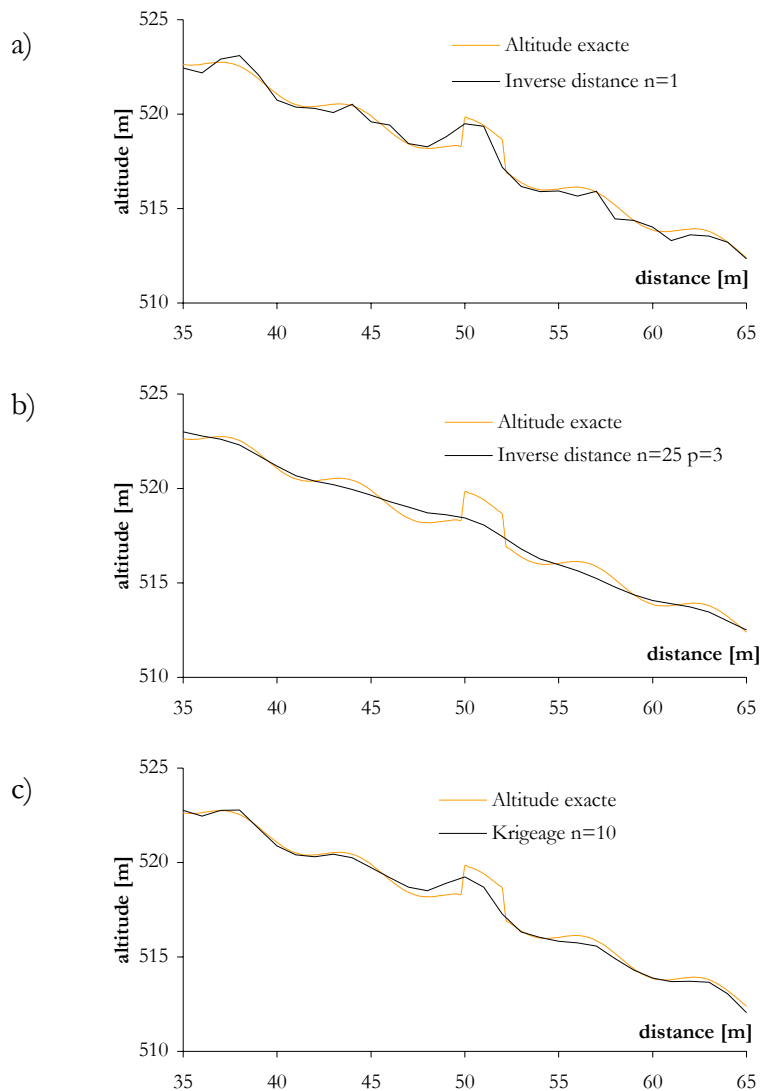 a)
525
520
515
510
altitude [m]
Altitude exacte
Inverse distance n=1
distance [m]
35 40 45 50 55 60 65
b)
525
520
515
510
altitude [m]
Altitude exacte
Inverse distance n=25 p=3
distance [m]
35 40 45 50 55 60 65
c)
525
520
515
510
altitude [m]
Altitude exacte
Krigeage n=10
distance [m]
35 40 45 50 55 60 65